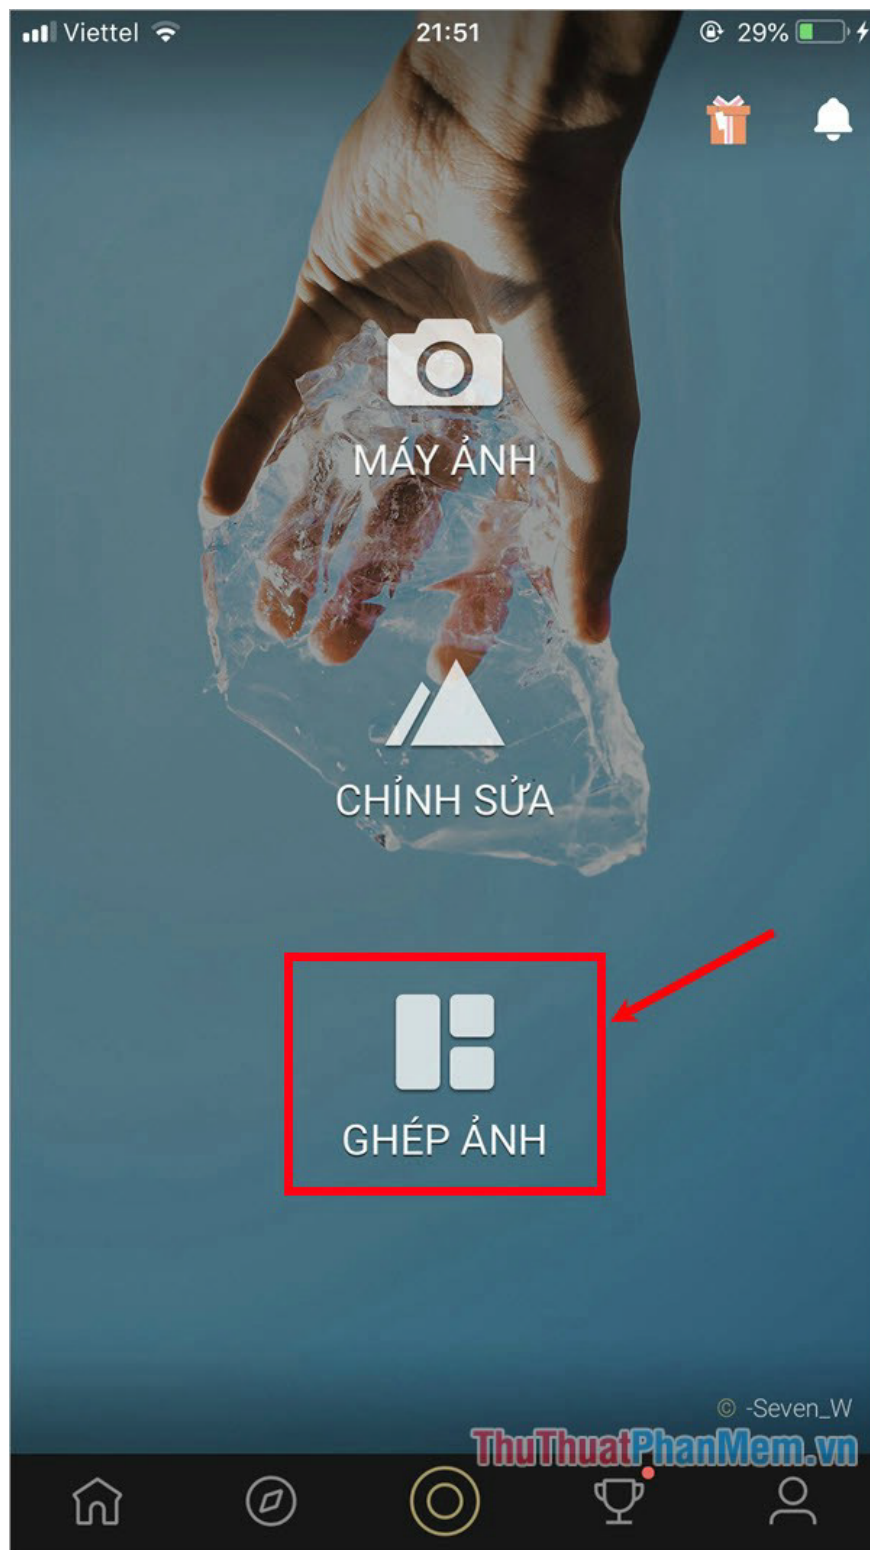 Viettel 21:51 29%
MÁY ẢNH
CHỈNH SỬA
GHÉP ẢNH
© -Seven_W
ThuThuatPhanMem.vn